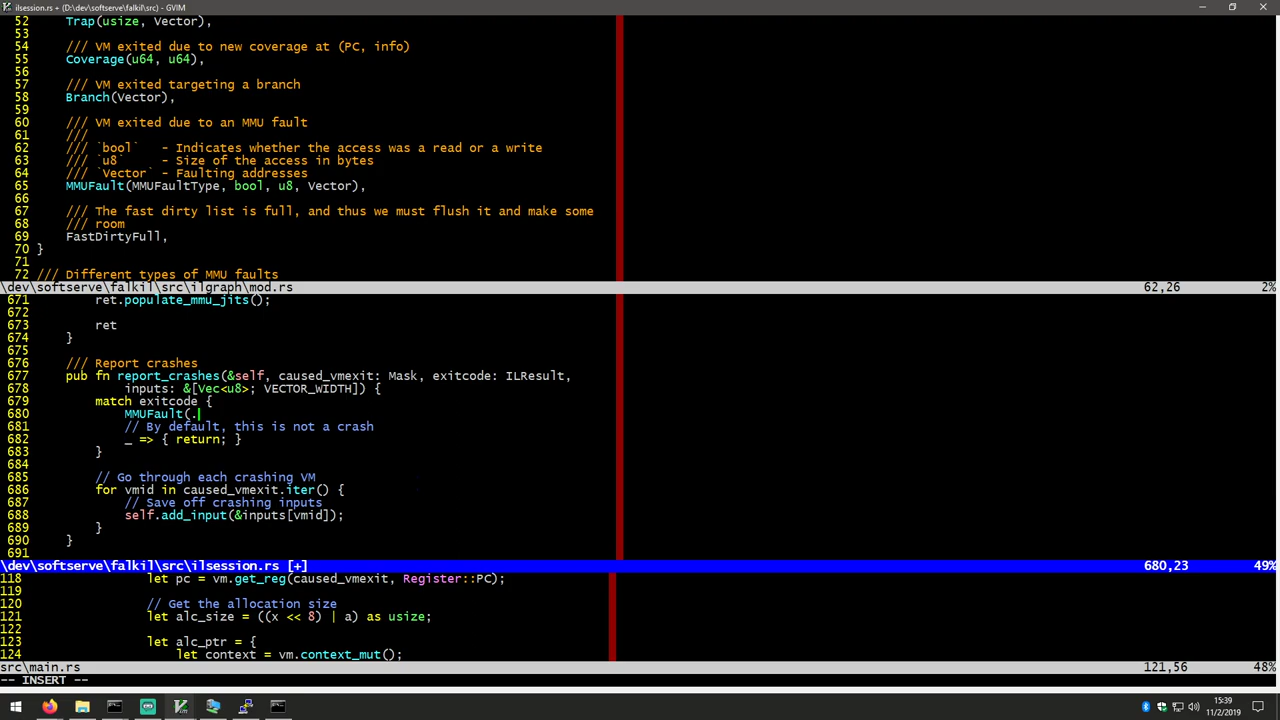 ilsession.rs + (D:\dev\softserve\falkil\src) - GVIM
52     Trap(usize, Vector),
53
54     /// VM exited due to new coverage at (PC, info)
55     Coverage(u64, u64),
56
57     /// VM exited targeting a branch
58     Branch(Vector),
59
60     /// VM exited due to an MMU fault
61     ///
62     /// `bool`   - Indicates whether the access was a read or a write
63     /// `u8`     - Size of the access in bytes
64     /// `Vector` - Faulting addresses
65     MMUFault(MMUFaultType, bool, u8, Vector),
66
67     /// The fast dirty list is full, and thus we must flush it and make some
68     /// room
69     FastDirtyFull,
70 }
71
72 /// Different types of MMU faults
\dev\softserve\falkil\src\ilgraph\mod.rs 62,26 2%
671         ret.populate_mmu_jits();
672
673         ret
674     }
675
676     /// Report crashes
677     pub fn report_crashes(&self, caused_vmexit: Mask, exitcode: ILResult,
678             inputs: &[Vec<u8>; VECTOR_WIDTH]) {
679         match exitcode {
680             MMUFault(.
681             // By default, this is not a crash
682             _ => { return; }
683         }
684
685         // Go through each crashing VM
686         for vmid in caused_vmexit.iter() {
687             // Save off crashing inputs
688             self.add_input(&inputs[vmid]);
689         }
690     }
691
\dev\softserve\falkil\src\ilsession.rs [+] 680,23 49%
118                let pc = vm.get_reg(caused_vmexit, Register::PC);
119
120                // Get the allocation size
121                let alc_size = ((x << 8) | a) as usize;
122
123                let alc_ptr = {
124                    let context = vm.context_mut();
src\main.rs 121,56 48%
-- INSERT --
15:39
11/2/2019